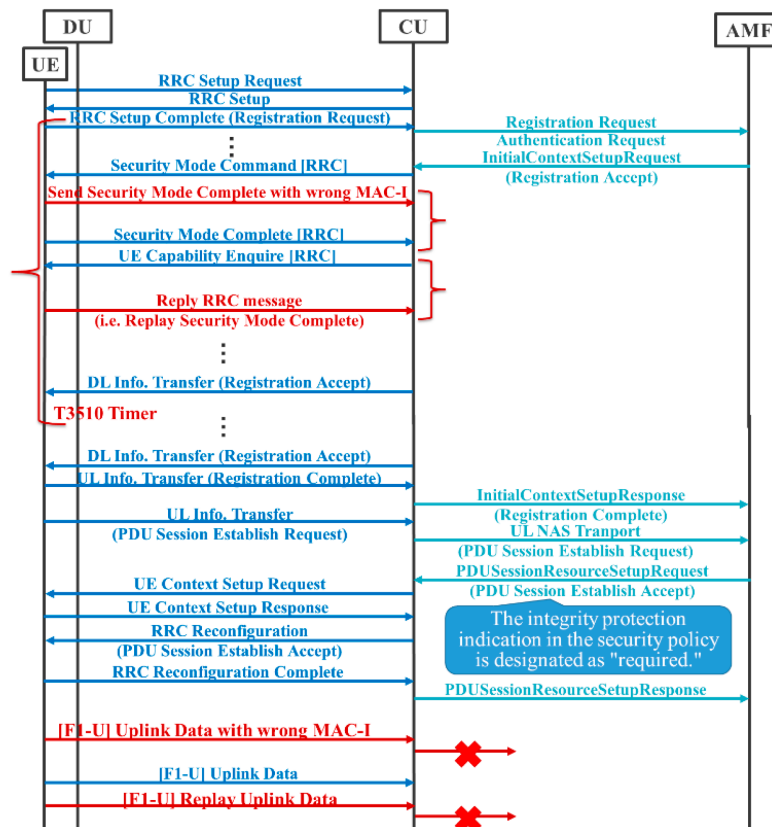 DU
CU
AMF
UE
RRC Setup Request
RRC Setup
RRC Setup Complete (Registration Request)
Registration Request
Authentication Request
InitialContextSetupRequest
(Registration Accept)
Security Mode Command [RRC]
Send Security Mode Complete with wrong MAC-I
Security Mode Complete [RRC]
UE Capability Enquire [RRC]
Reply RRC message
(i.e. Replay Security Mode Complete)
DL Info. Transfer (Registration Accept)
T3510 Timer
DL Info. Transfer (Registration Accept)
UL Info. Transfer (Registration Complete)
InitialContextSetupResponse
(Registration Complete)
UL Info. Transfer
(PDU Session Establish Request)
UL NAS Tranport
(PDU Session Establish Request)
PDUSessionResourceSetupRequest
(PDU Session Establish Accept)
UE Context Setup Request
UE Context Setup Response
The integrity protection
indication in the security policy
is designated as "required."
RRC Reconfiguration
(PDU Session Establish Accept)
RRC Reconfiguration Complete
PDUSessionResourceSetupResponse
[F1-U] Uplink Data with wrong MAC-I
[F1-U] Uplink Data
[F1-U] Replay Uplink Data